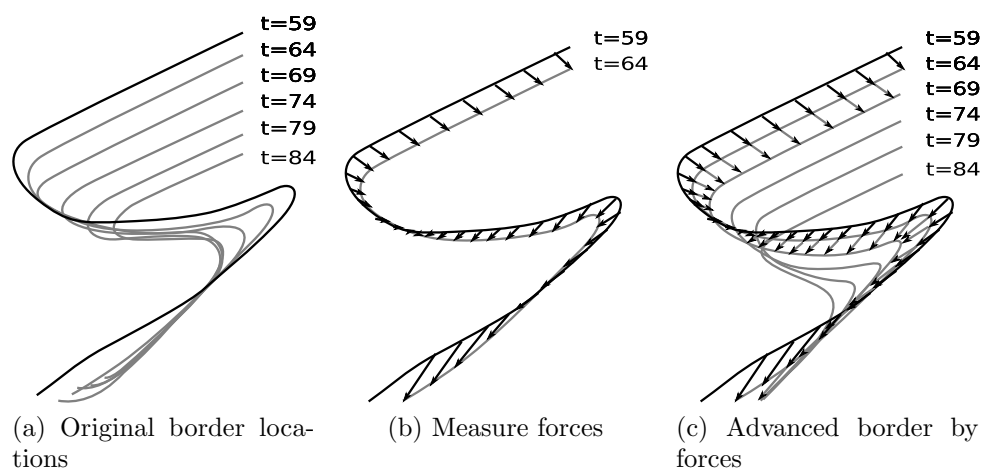 t=59
t=64
t=69
t=74
t=79
t=84
t=59
t=64
t=59
t=64
t=69
t=74
t=79
t=84
(a) Original border loca-
tions
(b) Measure forces
(c) Advanced border by
forces